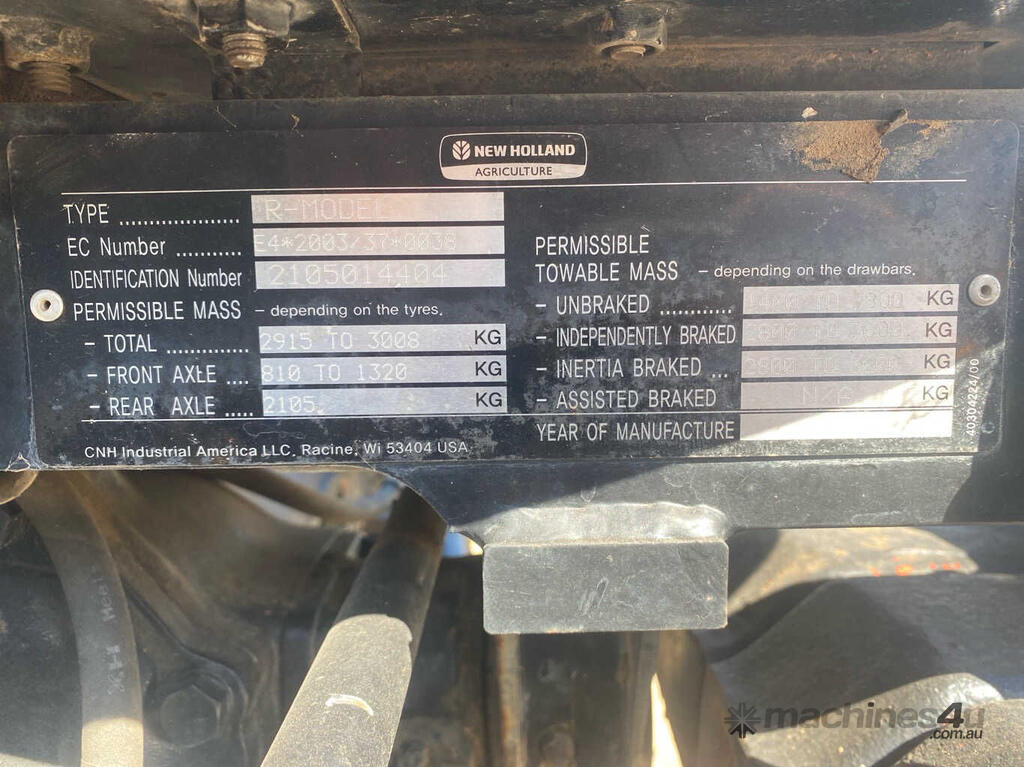 NEW HOLLAND
AGRICULTURE
TYPE .................... R-MODEL
EC Number ........... E4*2003/37*0038
IDENTIFICATION Number 2105014404
PERMISSIBLE MASS - depending on the tyres.
- TOTAL ............. 2915 TO 3008 KG
- FRONT AXLE .... 810 TO 1320 KG
- REAR AXLE ..... 2105 KG
CNH Industrial America LLC, Racine, Wi 53404 USA
PERMISSIBLE
TOWABLE MASS - depending on the drawbars.
- UNBRAKED ............ KG
- INDEPENDENTLY BRAKED KG
- INERTIA BRAKED ... KG
- ASSISTED BRAKED N/A KG
YEAR OF MANUFACTURE
40304224/00
machines4u
.com.au